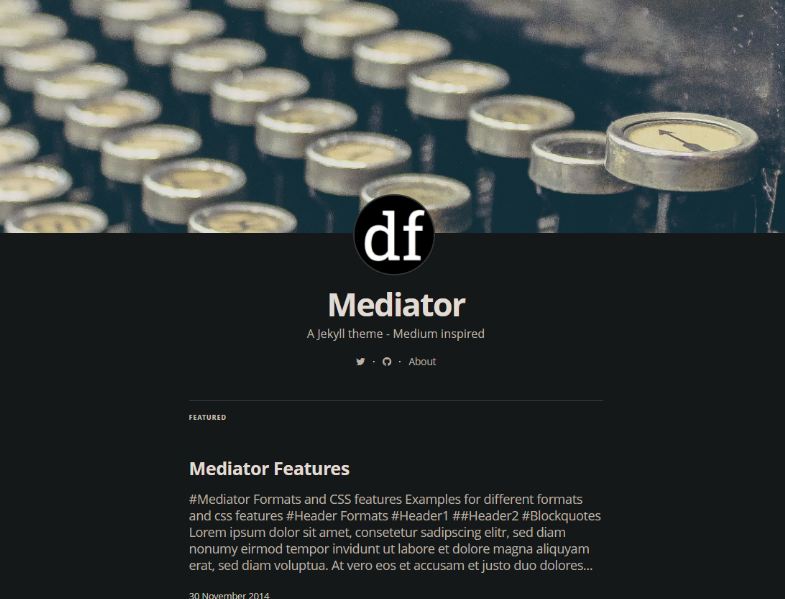 df
Mediator
A Jekyll theme - Medium inspired
· · About
FEATURED
Mediator Features
#Mediator Formats and CSS features Examples for different formats
and css features #Header Formats #Header1 ##Header2 #Blockquotes
Lorem ipsum dolor sit amet, consetetur sadipscing elitr, sed diam
nonumy eirmod tempor invidunt ut labore et dolore magna aliquyam
erat, sed diam voluptua. At vero eos et accusam et justo duo dolores...
30 November 2014